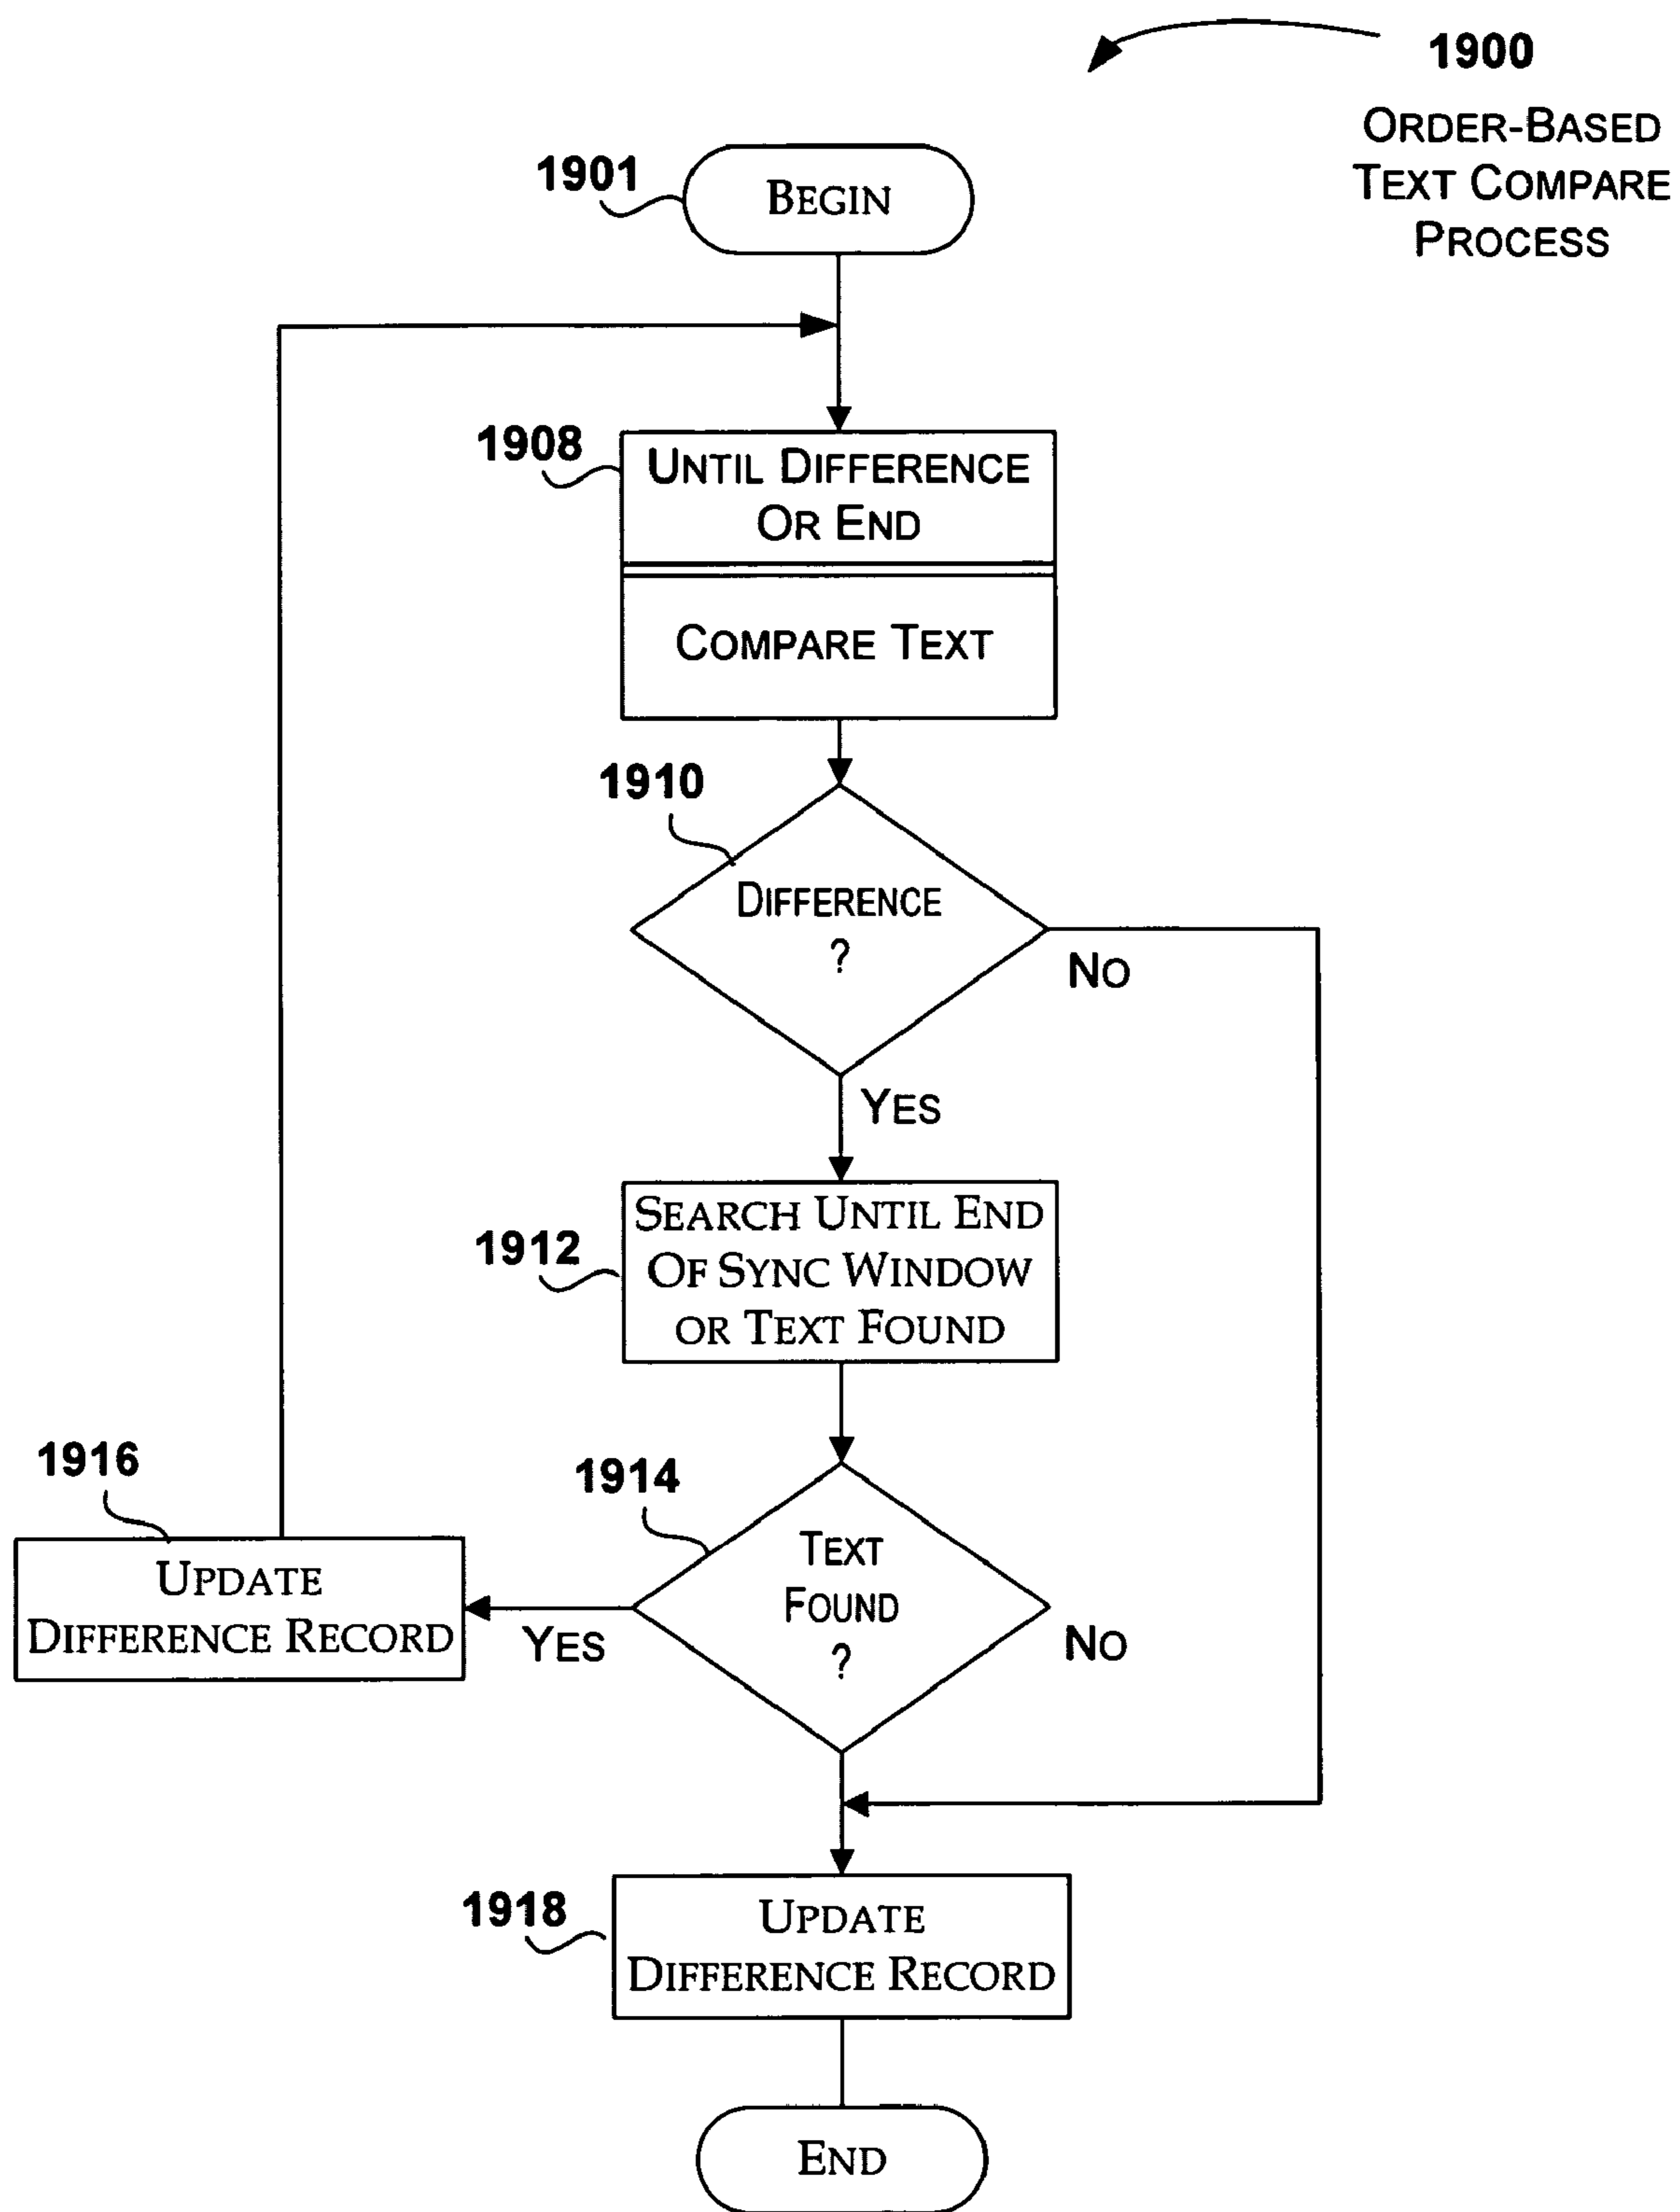 1900
ORDER-BASED
TEXT COMPARE
PROCESS
1901
BEGIN
1908
UNTIL DIFFERENCE
OR END
COMPARE TEXT
1910
DIFFERENCE
?
NO
YES
1912
SEARCH UNTIL END
OF SYNC WINDOW
OR TEXT FOUND
1916
UPDATE
DIFFERENCE RECORD
1914
TEXT
FOUND
?
YES
NO
1918
UPDATE
DIFFERENCE RECORD
END